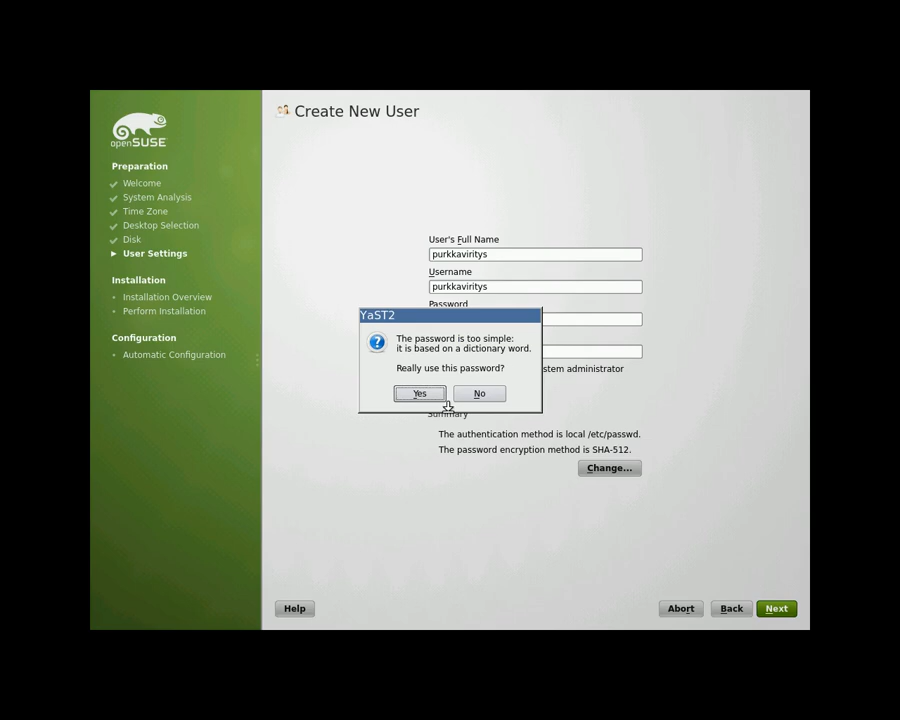 openSUSE
Preparation
Welcome
System Analysis
Time Zone
Desktop Selection
Disk
User Settings
Installation
Installation Overview
Perform Installation
Configuration
Automatic Configuration
Create New User
User's Full Name
purkkaviritys
Username
purkkaviritys
Password
YaST2
The password is too simple:
it is based on a dictionary word.
Really use this password?
Yes
No
stem administrator
Summary
The authentication method is local /etc/passwd.
The password encryption method is SHA-512.
Change...
Help
Abort
Back
Next